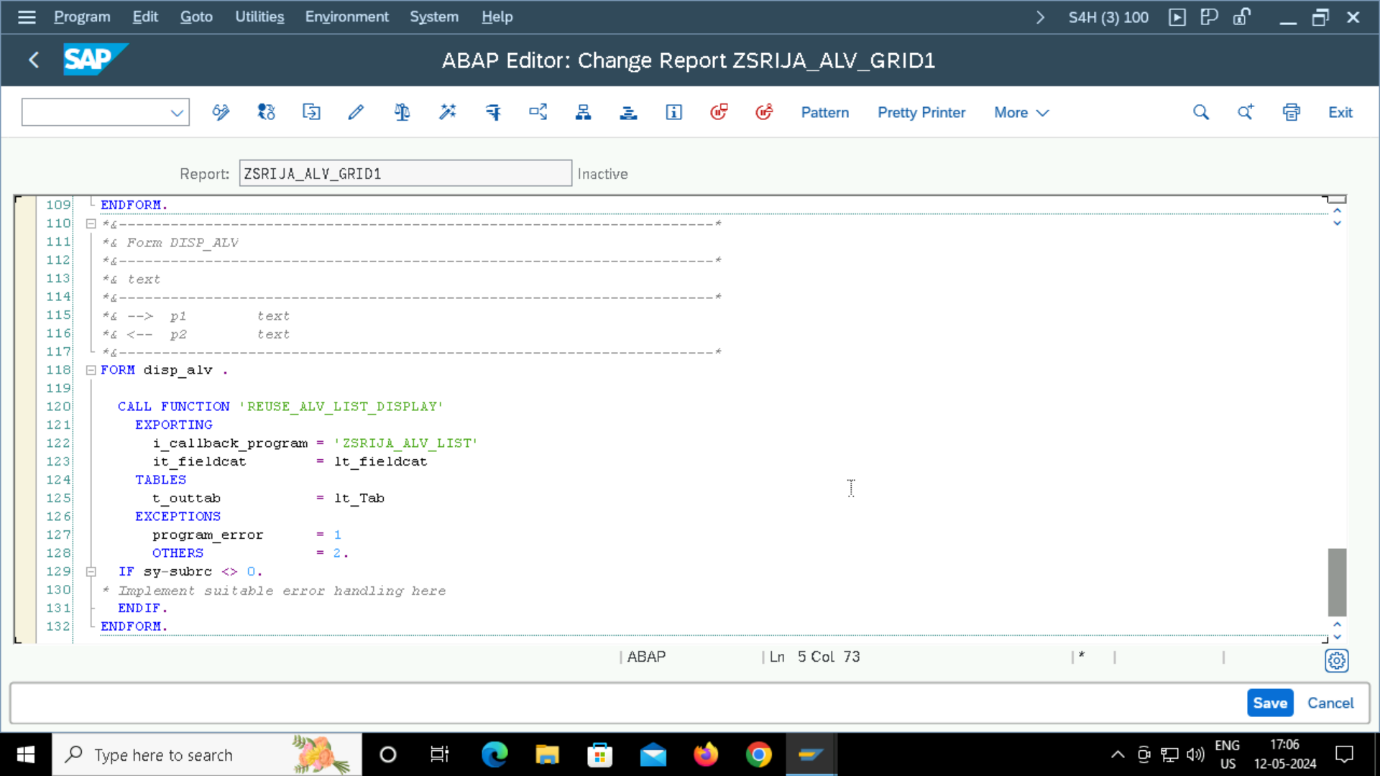 Program Edit Goto Utilities Environment System Help S4H (3) 100
SAP ABAP Editor: Change Report ZSRIJA_ALV_GRID1
Pattern Pretty Printer More Exit
Report: ZSRIJA_ALV_GRID1 Inactive
109 ENDFORM.
110 *&---------------------------------------------------------------------*
111 *& Form DISP_ALV
112 *&---------------------------------------------------------------------*
113 *& text
114 *&---------------------------------------------------------------------*
115 *& --> p1 text
116 *& <-- p2 text
117 *&---------------------------------------------------------------------*
118 FORM disp_alv .
119
120 CALL FUNCTION 'REUSE_ALV_LIST_DISPLAY'
121 EXPORTING
122 i_callback_program = 'ZSRIJA_ALV_LIST'
123 it_fieldcat = lt_fieldcat
124 TABLES
125 t_outtab = lt_Tab
126 EXCEPTIONS
127 program_error = 1
128 OTHERS = 2.
129 IF sy-subrc <> 0.
130 * Implement suitable error handling here
131 ENDIF.
132 ENDFORM.
ABAP Ln 5 Col 73 *
Save Cancel
Type here to search ENG US 17:06 12-05-2024